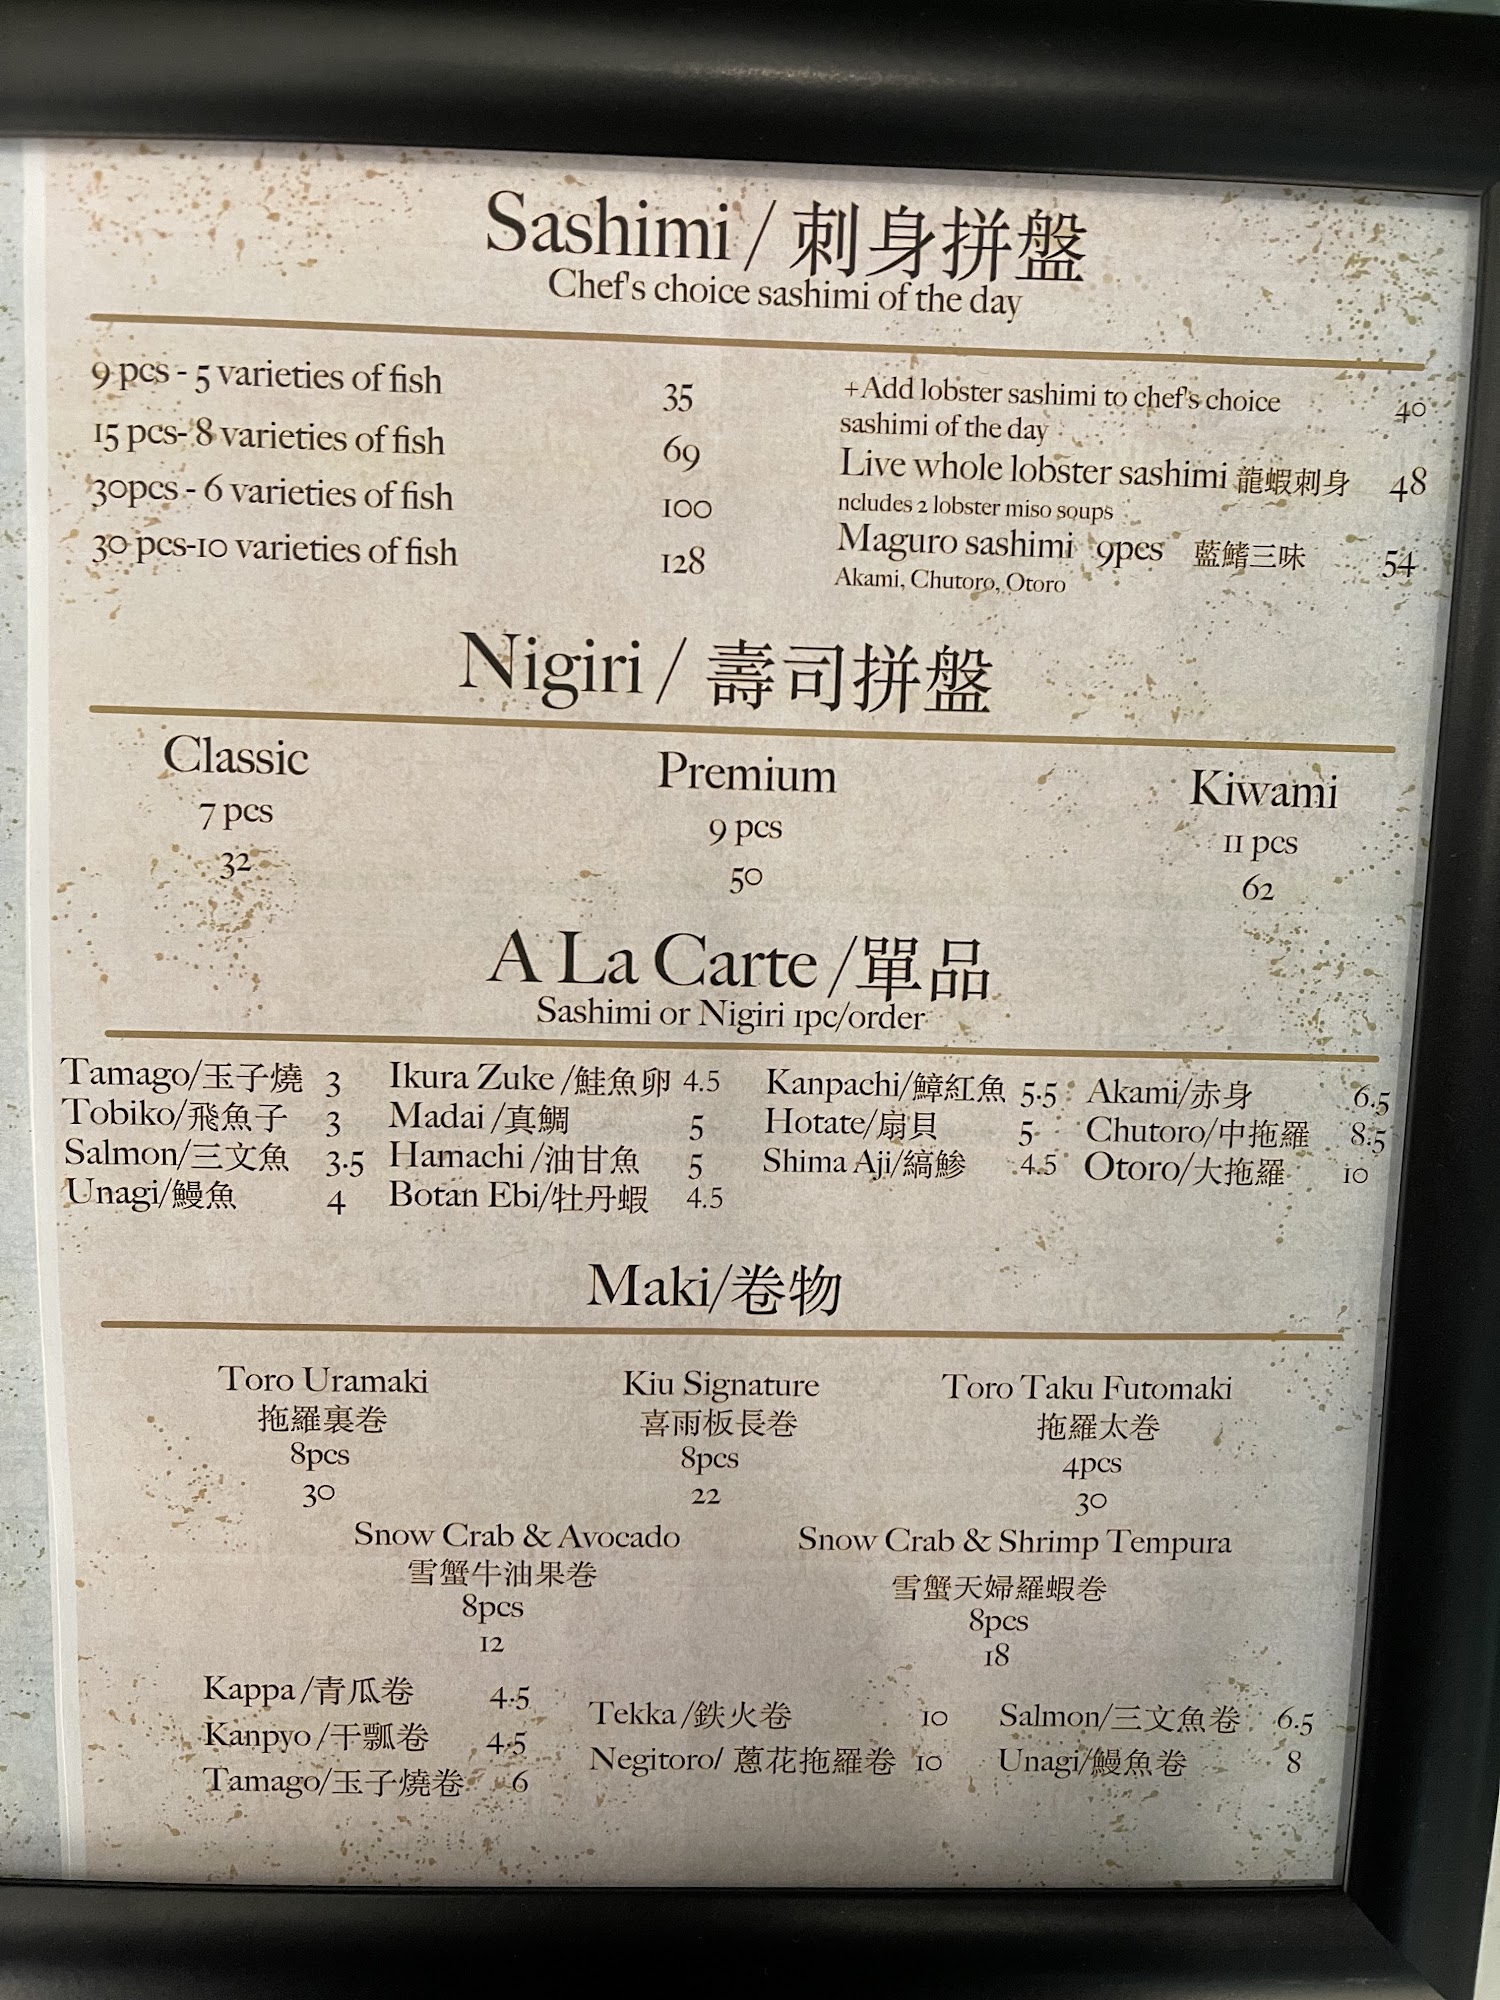 Sashimi / 刺身拼盤
Chef's choice sashimi of the day
9 pcs - 5 varieties of fish 35
15 pcs- 8 varieties of fish 69
30pcs - 6 varieties of fish 100
30 pcs-10 varieties of fish 128
+Add lobster sashimi to chef's choice 40
sashimi of the day
Live whole lobster sashimi 龍蝦刺身 48
ncludes 2 lobster miso soups
Maguro sashimi 9pcs 藍鰭三味 54
Akami, Chutoro, Otoro
Nigiri / 壽司拼盤
Classic
7 pcs
32
Premium
9 pcs
50
Kiwami
11 pcs
62
A La Carte /單品
Sashimi or Nigiri 1pc/order
Tamago/玉子燒 3
Tobiko/飛魚子 3
Salmon/三文魚 3.5
Unagi/鰻魚 4
Ikura Zuke /鮭魚卵 4.5
Madai /真鯛 5
Hamachi /油甘魚 5
Botan Ebi/牡丹蝦 4.5
Kanpachi/鱆紅魚 5.5
Hotate/扇貝 5
Shima Aji/縞鰺 4.5
Akami/赤身 6.5
Chutoro/中拖羅 8.5
Otoro/大拖羅 10
Maki/卷物
Toro Uramaki
拖羅裏卷
8pcs
30
Kiu Signature
喜雨板長卷
8pcs
22
Toro Taku Futomaki
拖羅太卷
4pcs
30
Snow Crab & Avocado
雪蟹牛油果卷
8pcs
12
Snow Crab & Shrimp Tempura
雪蟹天婦羅蝦卷
8pcs
18
Kappa /青瓜卷 4.5
Kanpyo /干瓢卷 4.5
Tamago/玉子燒卷 6
Tekka /鉄火卷 10
Negitoro/ 蔥花拖羅卷 10
Salmon/三文魚卷 6.5
Unagi/鰻魚卷 8